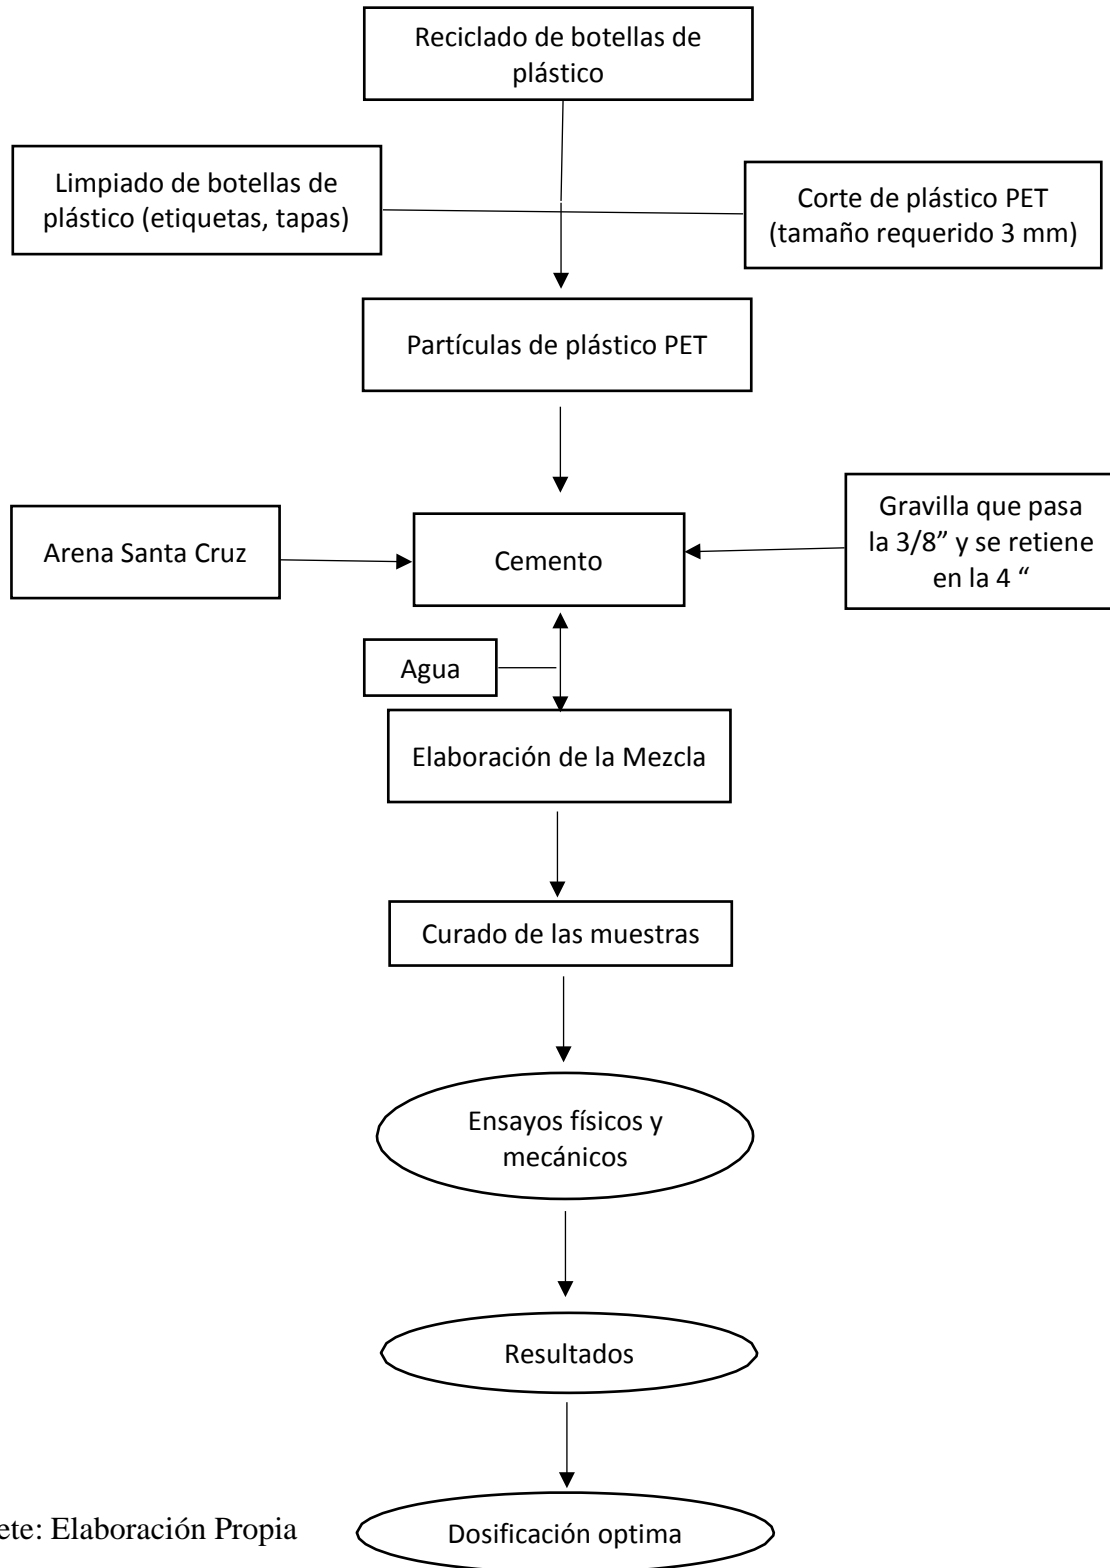 Reciclado de botellas de
plástico
Limpiado de botellas de
plástico (etiquetas, tapas)
Corte de plástico PET
(tamaño requerido 3 mm)
Partículas de plástico PET
Arena Santa Cruz
Cemento
Gravilla que pasa
la 3/8” y se retiene
en la 4 “
Agua
Elaboración de la Mezcla
Curado de las muestras
Ensayos físicos y
mecánicos
Resultados
ete: Elaboración Propia
Dosificación optima